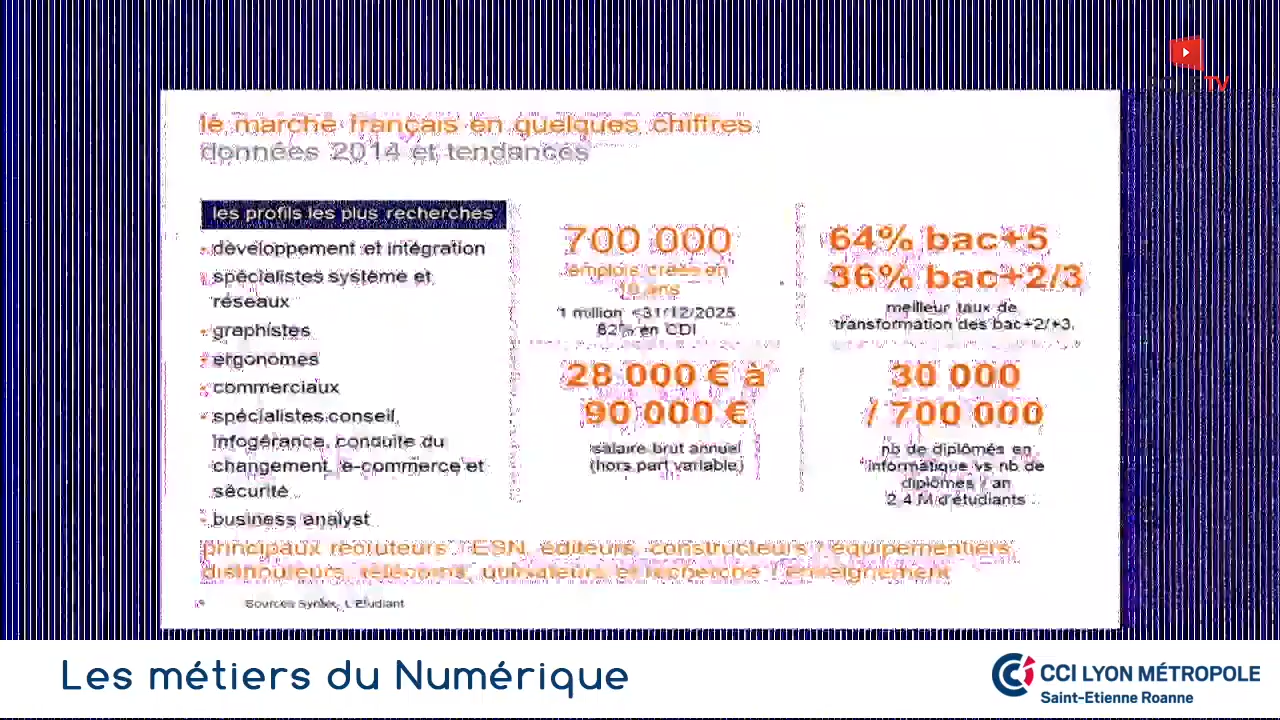 TV
le marché français en quelques chiffres
données 2014 et tendances
les profils les plus recherchés
développement et intégration
spécialistes système et
réseaux
graphistes
ergonomes
commerciaux
spécialistes conseil,
infogérance, conduite du
changement, e-commerce et
sécurité
business analyst
700 000
emplois créés en
10 ans
1 million <31/12/2025
82% en CDI
64% bac+5
36% bac+2/3
meilleur taux de
transformation des bac+2/+3.
28 000 € à
90 000 €
salaire brut annuel
(hors part variable)
30 000
/ 700 000
nb de diplômés en
informatique vs nb de
diplômés / an
2,4 M d'étudiants
principaux recruteurs : ESN, éditeurs, constructeurs / équipementiers,
distributeurs, télécoms, utilisateurs et recherche / enseignement
Sources Syntec, L'Etudiant
Les métiers du Numérique
CCI LYON MÉTROPOLE
Saint-Etienne Roanne